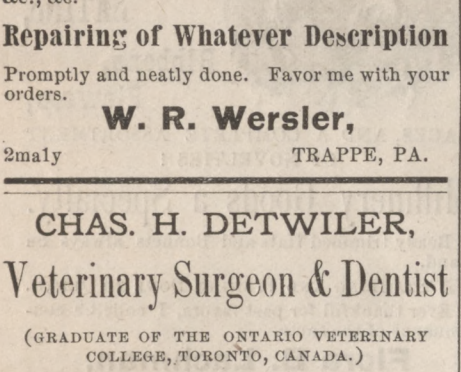 Repairing of Whatever Description
Promptly and neatly done. Favor me with your
orders.
W. R. Wersler,
2maly TRAPPE, PA.
CHAS. H. DETWILER,
Veterinary Surgeon & Dentist
(GRADUATE OF THE ONTARIO VETERINARY
COLLEGE, TORONTO, CANADA.)